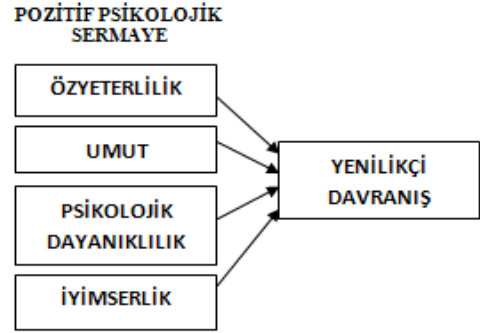 POZİTİF PSİKOLOJİK
SERMAYE
ÖZYETERLİLİK
UMUT
PSİKOLOJİK
DAYANIKLILIK
İYİMSERLİK
YENİLİKÇİ
DAVRANIŞ